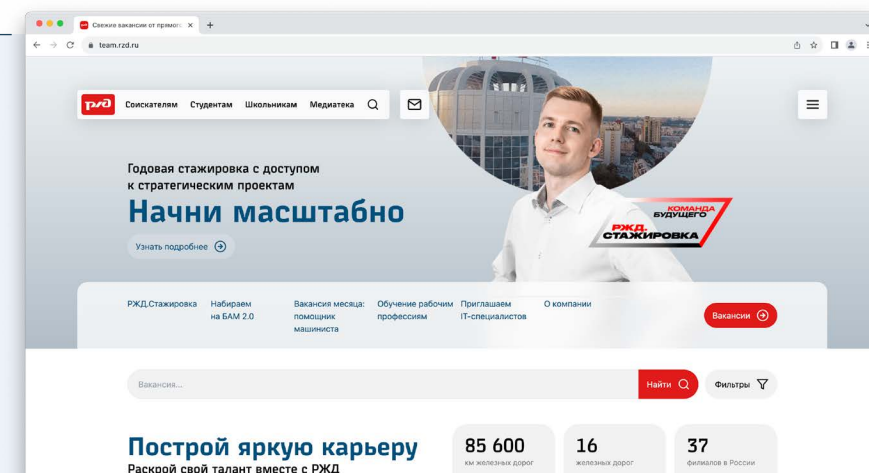 Свежие вакансии от прямого
team.rzd.ru
ржд
Соискателям Студентам Школьникам Медиатека
Годовая стажировка с доступом
к стратегическим проектам
Начни масштабно
Узнать подробнее
КОМАНДА
БУДУЩЕГО
РЖД.
СТАЖИРОВКА
РЖД.Стажировка
Набираем
на БАМ 2.0
Вакансия месяца:
помощник
машиниста
Обучение рабочим
профессиям
Приглашаем
IT-специалистов
О компании
Вакансии
Вакансия...
Найти
Фильтры
Построй яркую карьеру
Раскрой свой талант вместе с РЖД
85 600
км железных дорог
16
железных дорог
37
филиалов в России